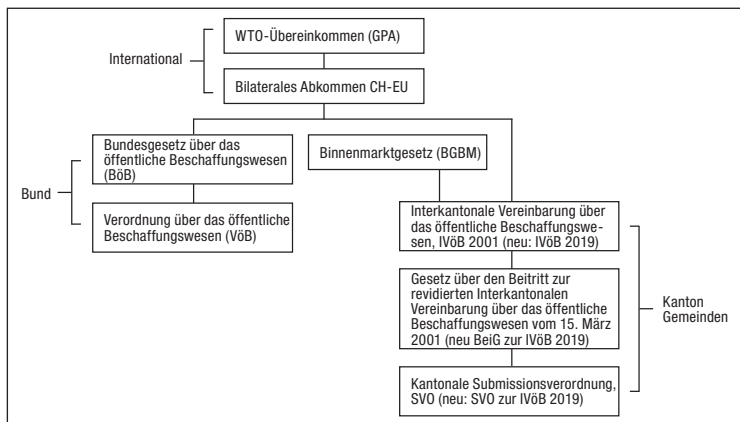 WTO-Übereinkommen (GPA)
International
Bilaterales Abkommen CH-EU
Bundesgesetz über das
öffentliche Beschaffungswesen
(BöB)
Binnenmarktgesetz (BGBM)
Bund
Verordnung über das öffentliche
Beschaffungswesen (VöB)
Interkantonale Vereinbarung über
das öffentliche Beschaffungswe-
sen, IVöB 2001 (neu: IVöB 2019)
Gesetz über den Beitritt zur
revidierten Interkantonalen
Vereinbarung über das öffentliche
Beschaffungswesen vom 15. März
2001 (neu BeiG zur IVöB 2019)
Kanton
Gemeinden
Kantonale Submissionsverordnung,
SVO (neu: SVO zur IVöB 2019)